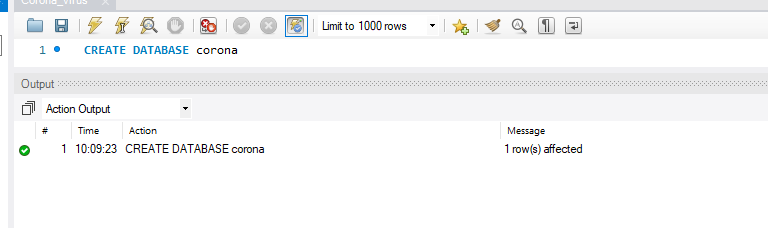 Corona_virus
Limit to 1000 rows
1 CREATE DATABASE corona
Output
Action Output
# Time Action Message
1 10:09:23 CREATE DATABASE corona 1 row(s) affected